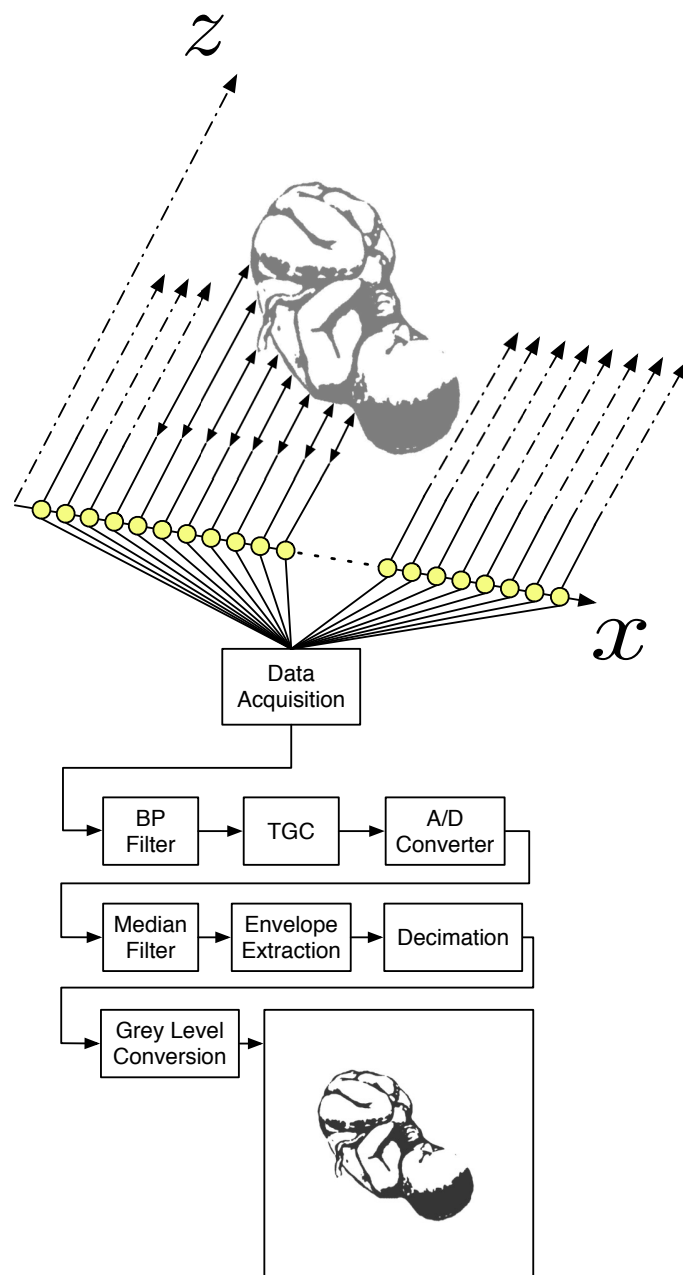 z
x
Data
Acquisition
BP
Filter
TGC
A/D
Converter
Median
Filter
Envelope
Extraction
Decimation
Grey Level
Conversion